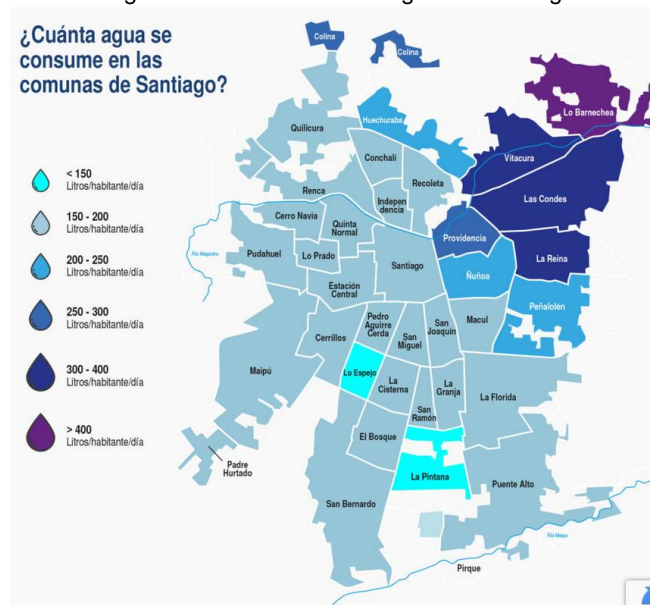 ¿Cuánta agua se
consume en las
comunas de Santiago?
< 150
Litros/habitante/día
150 - 200
Litros/habitante/día
200 - 250
Litros/habitante/día
250 - 300
Litros/habitante/día
300 - 400
Litros/habitante/día
> 400
Litros/habitante/día
Colina
Colina
Lo Barnechea
Quilicura
Huechuraba
Conchalí
Vitacura
Renca
Recoleta
Indepen
dencia
Las Condes
Cerro Navia
Quinta
Normal
Providencia
Río Mapocho
Pudahuel
Lo Prado
Santiago
La Reina
Ñuñoa
Estación
Central
Peñalolén
Pedro
Aguirre
Cerda
San
Joaquín
Macul
Cerrillos
San
Miguel
Maipú
Lo Espejo
La
Cisterna
La
Granja
La Florida
San
Ramón
El Bosque
Padre
Hurtado
La Pintana
Puente Alto
San Bernardo
Río Maipo
Pirque